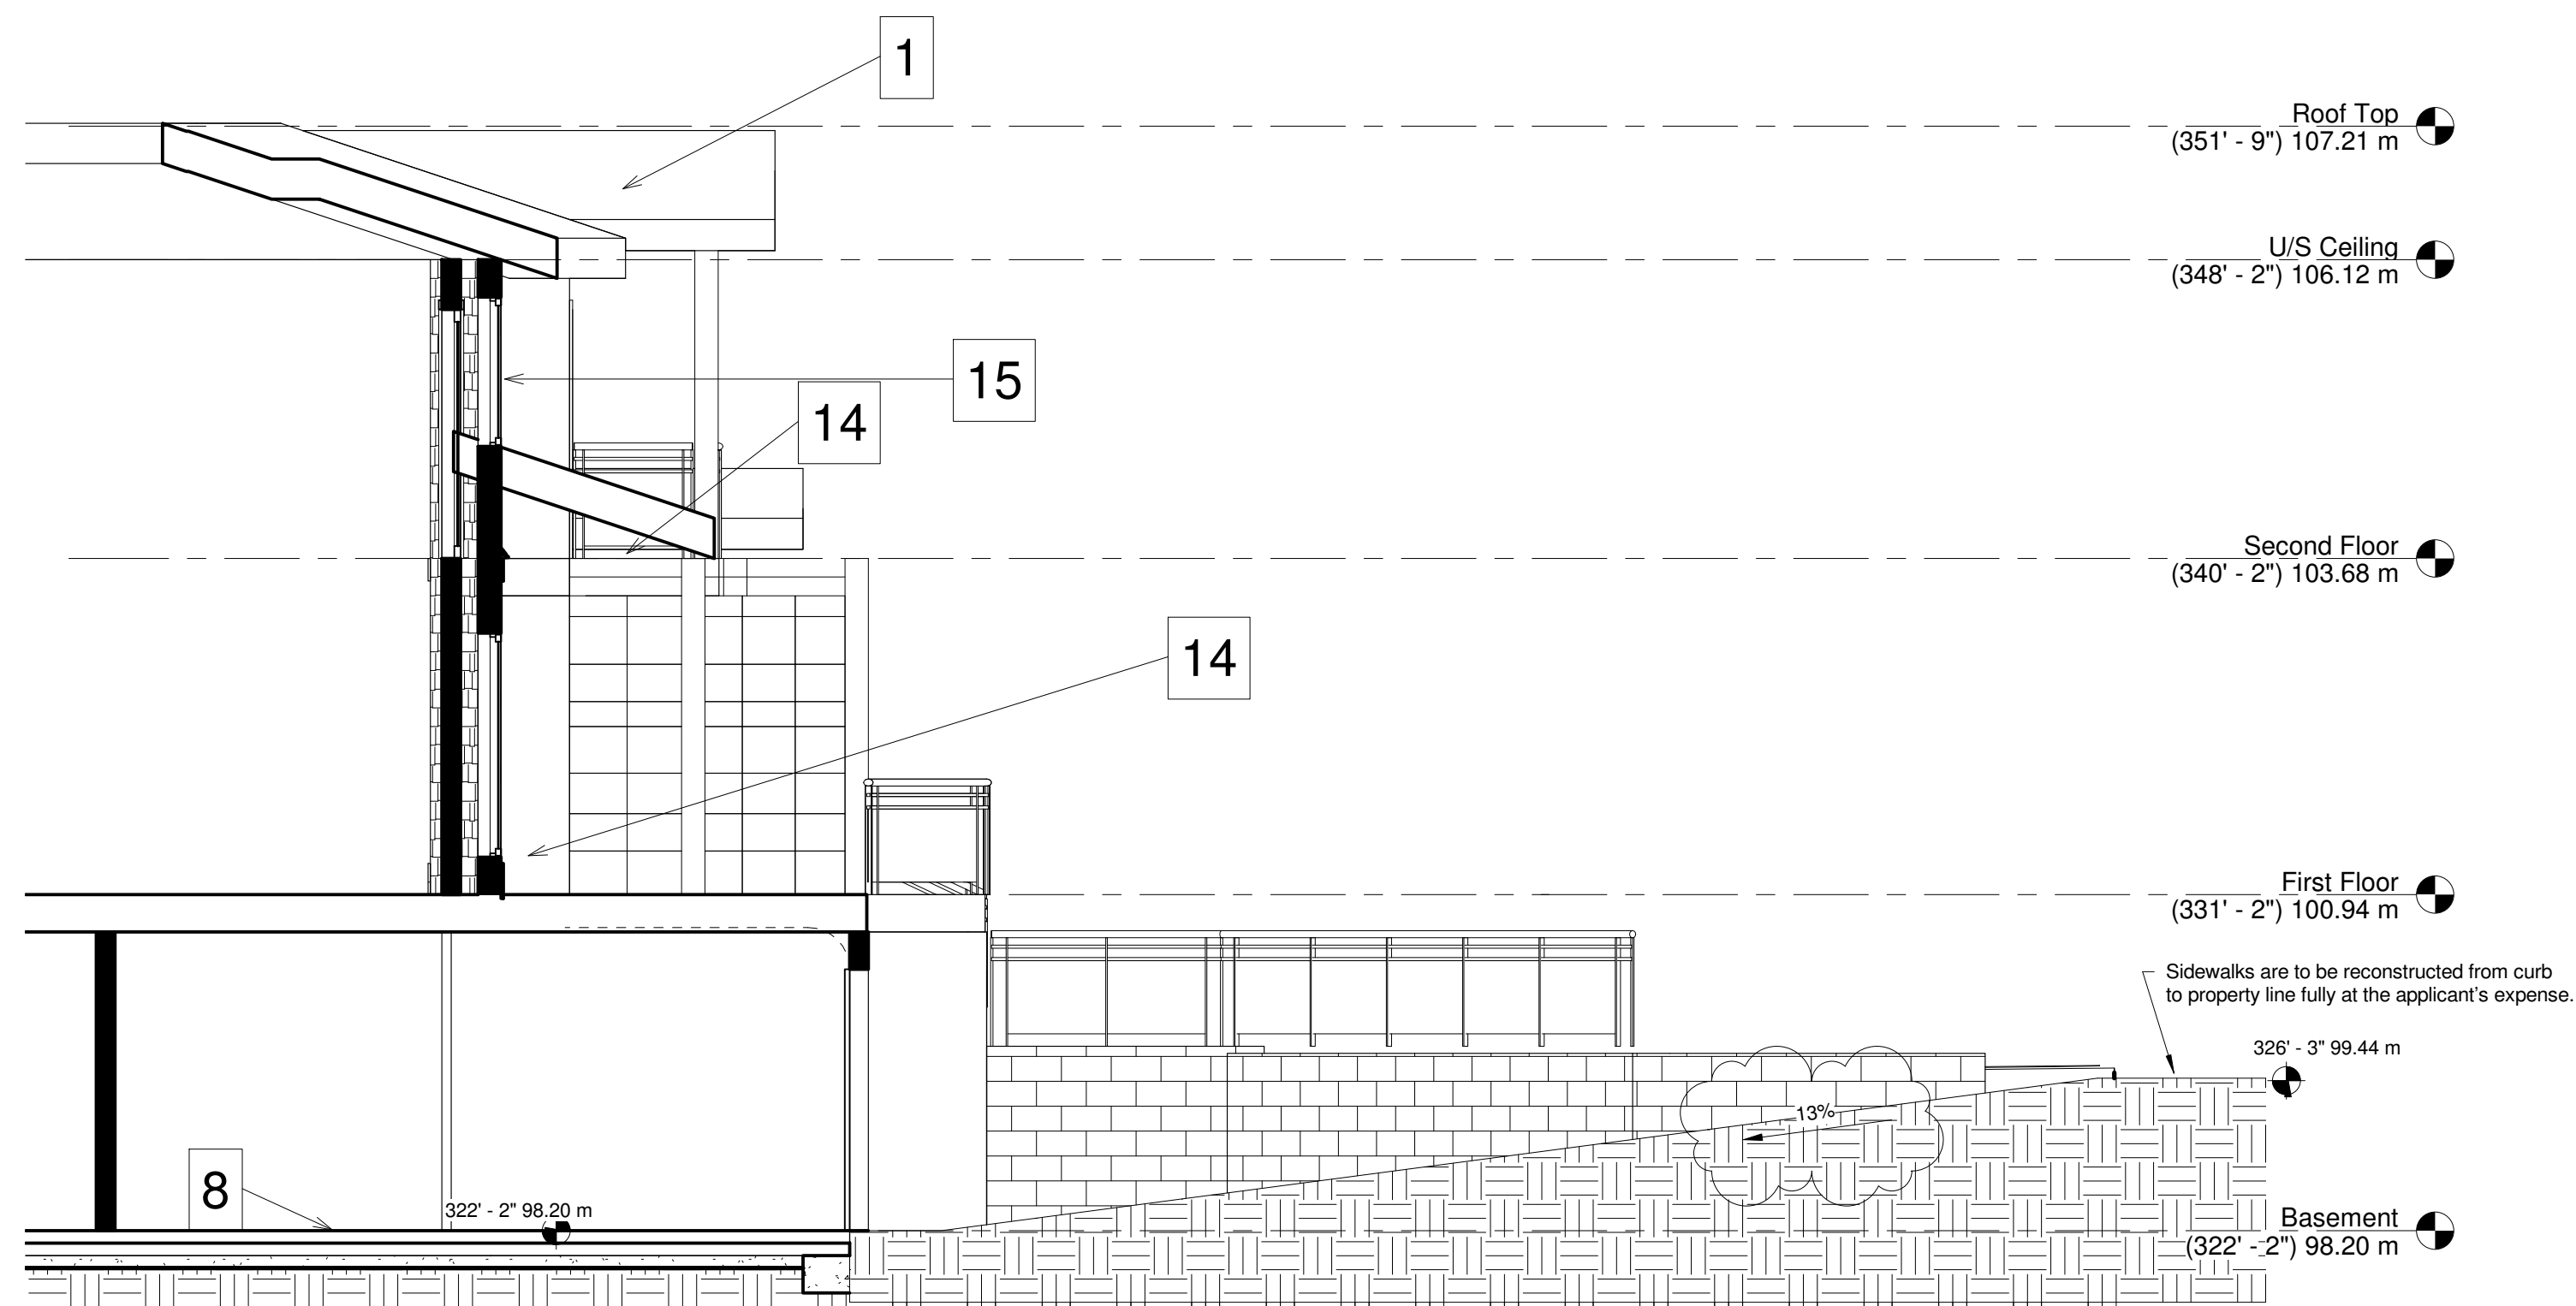 1
Roof Top
(351' - 9") 107.21 m
U/S Ceiling
(348' - 2") 106.12 m
15
14
Second Floor
(340' - 2") 103.68 m
14
First Floor
(331' - 2") 100.94 m
Sidewalks are to be reconstructed from curb
to property line fully at the applicant's expense.
326' - 3" 99.44 m
13%
8
322' - 2" 98.20 m
Basement
(322' - 2") 98.20 m